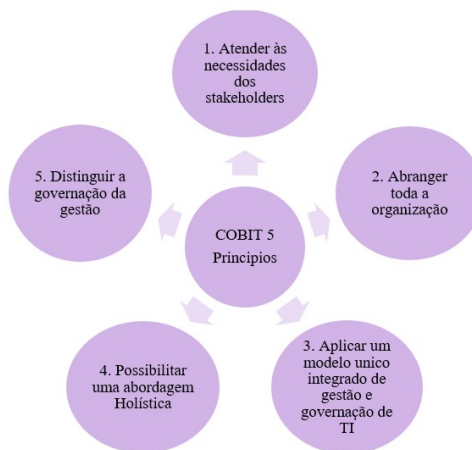 1. Atender às
necessidades
dos
stakeholders
5. Distinguir a
governação da
gestão
2. Abranger
toda a
organização
COBIT 5
Principios
4. Possibilitar
uma abordagem
Holística
3. Aplicar um
modelo unico
integrado de
gestão e
governação de
TI